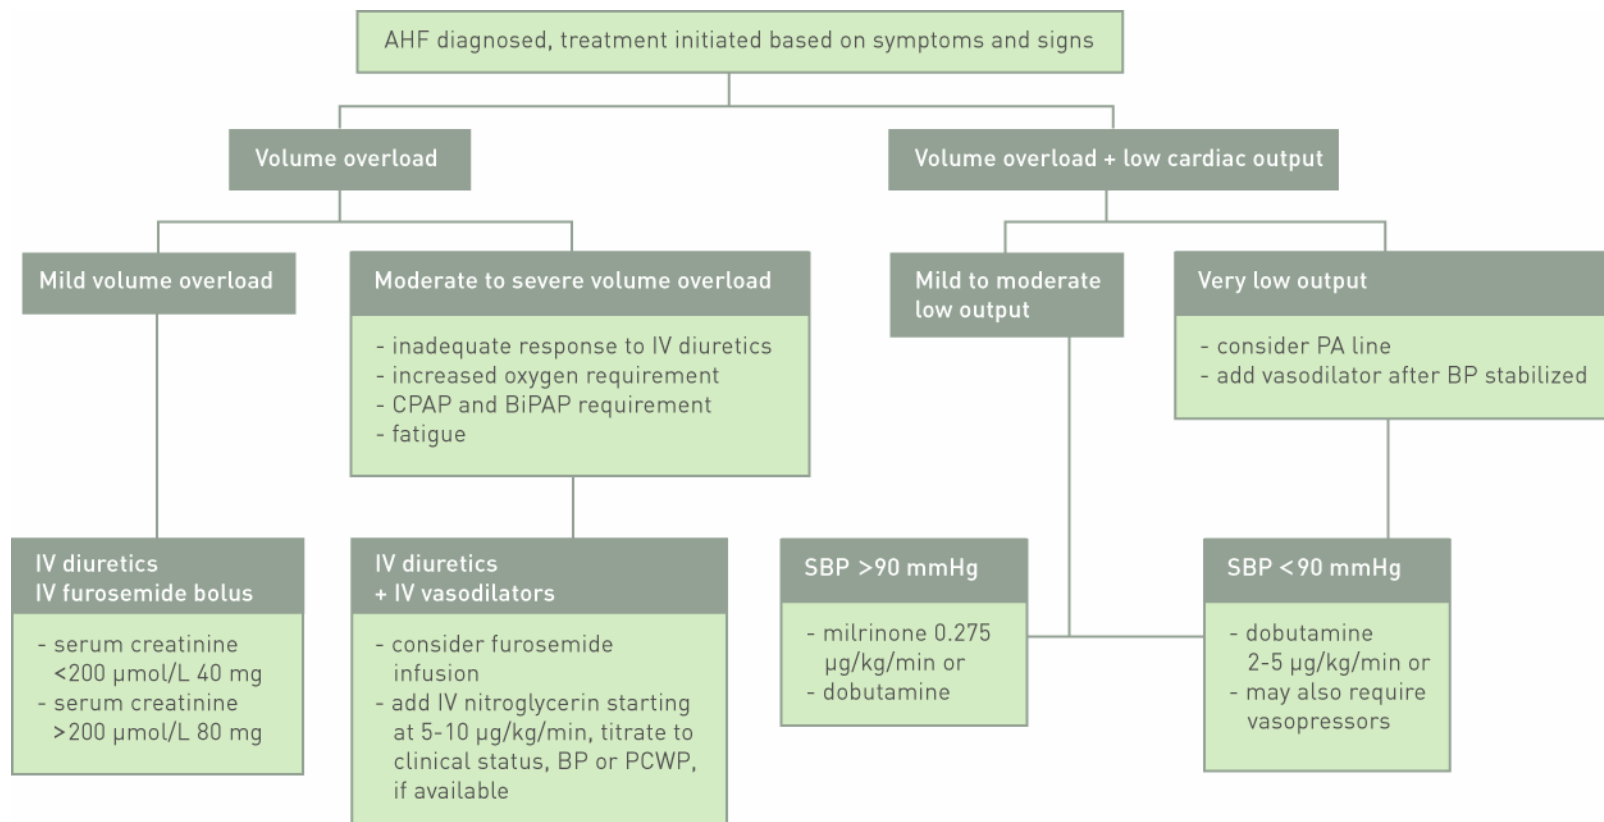 AHF diagnosed, treatment initiated based on symptoms and signs
Volume overload
Volume overload + low cardiac output
Mild volume overload
Moderate to severe volume overload
- inadequate response to IV diuretics
- increased oxygen requirement
- CPAP and BiPAP requirement
- fatigue
Mild to moderate
low output
Very low output
- consider PA line
- add vasodilator after BP stabilized
IV diuretics
IV furosemide bolus
- serum creatinine
<200 µmol/L 40 mg
- serum creatinine
>200 µmol/L 80 mg
IV diuretics
+ IV vasodilators
- consider furosemide
infusion
- add IV nitroglycerin starting
at 5-10 µg/kg/min, titrate to
clinical status, BP or PCWP,
if available
SBP >90 mmHg
- milrinone 0.275
µg/kg/min or
- dobutamine
SBP <90 mmHg
- dobutamine
2-5 µg/kg/min or
- may also require
vasopressors